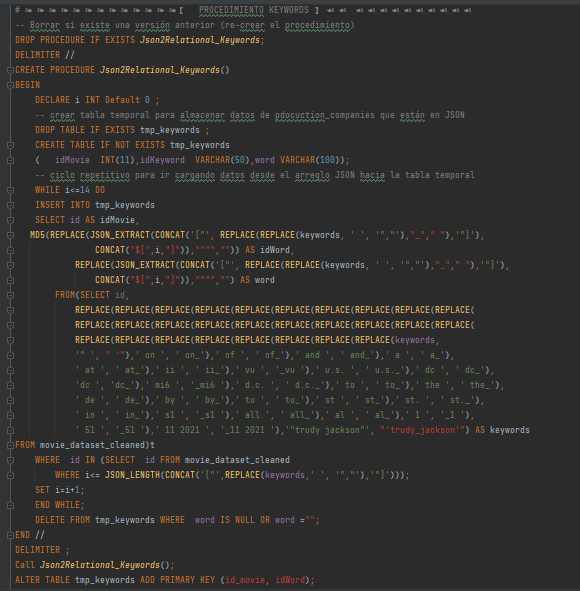 # [ PROCEDIMIENTO KEYWORDS ]
-- Borrar si existe una versión anterior (re-crear el procedimiento)
DROP PROCEDURE IF EXISTS Json2Relational_Keywords;
DELIMITER //
CREATE PROCEDURE Json2Relational_Keywords()
BEGIN
DECLARE i INT Default 0 ;
-- crear tabla temporal para almacenar datos de pdocuction_companies que están en JSON
DROP TABLE IF EXISTS tmp_keywords ;
CREATE TABLE IF NOT EXISTS tmp_keywords
( idMovie INT(11),idKeyword VARCHAR(50),word VARCHAR(100));
-- ciclo repetitivo para ir cargando datos desde el arreglo JSON hacia la tabla temporal
WHILE i<=14 DO
INSERT INTO tmp_keywords
SELECT id AS idMovie,
MD5(REPLACE(JSON_EXTRACT(CONCAT('["', REPLACE(REPLACE(keywords, ' ', '","'),"_"," "),'"]'),
CONCAT("$[",i,"]")),"""","")) AS idWord,
REPLACE(JSON_EXTRACT(CONCAT('["', REPLACE(REPLACE(keywords, ' ', '","'),"_"," "),'"]'),
CONCAT("$[",i,"]")),"""","") AS word
FROM(SELECT id,
REPLACE(REPLACE(REPLACE(REPLACE(REPLACE(REPLACE(REPLACE(REPLACE(REPLACE(REPLACE(
REPLACE(REPLACE(REPLACE(REPLACE(REPLACE(REPLACE(REPLACE(REPLACE(REPLACE(REPLACE(
REPLACE(REPLACE(REPLACE(REPLACE(REPLACE(REPLACE(REPLACE(REPLACE(keywords,
'" ', " '"),' on ', ' on_'),' of ', ' of_'),' and ', ' and_'),' a ', ' a_'),
' at ', ' at_'),' ii ', ' ii_'),' vu ', '_vu '),' u.s. ', ' u.s._'),' dc ', ' dc_'),
'dc ', 'dc_'),' mi6 ', '_mi6 '),' d.c. ', ' d.c._'),' to ', ' to_'),' the ', ' the_'),
' de ', ' de_'),' by ', ' by_'),' tu ', ' tu_'),' st ', ' st_'),' st. ', ' st._'),
' in ', ' in_'),' s1 ', '_s1 '),' all ', ' all_'),' al ', ' al_'),' 1 ', '_1 '),
' 51 ', '_51 '),' 11 2021 ', '_11 2021 '),'"trudy jackson"', "'trudy_jackson'") AS keywords
FROM movie_dataset_cleaned)t
WHERE id IN (SELECT id FROM movie_dataset_cleaned
WHERE i<= JSON_LENGTH(CONCAT('["',REPLACE(keywords,' ', '","'),'"]')));
SET i=i+1;
END WHILE;
DELETE FROM tmp_keywords WHERE word IS NULL OR word ="";
END //
DELIMITER ;
Call Json2Relational_Keywords();
ALTER TABLE tmp_keywords ADD PRIMARY KEY (id_movie, idWord);